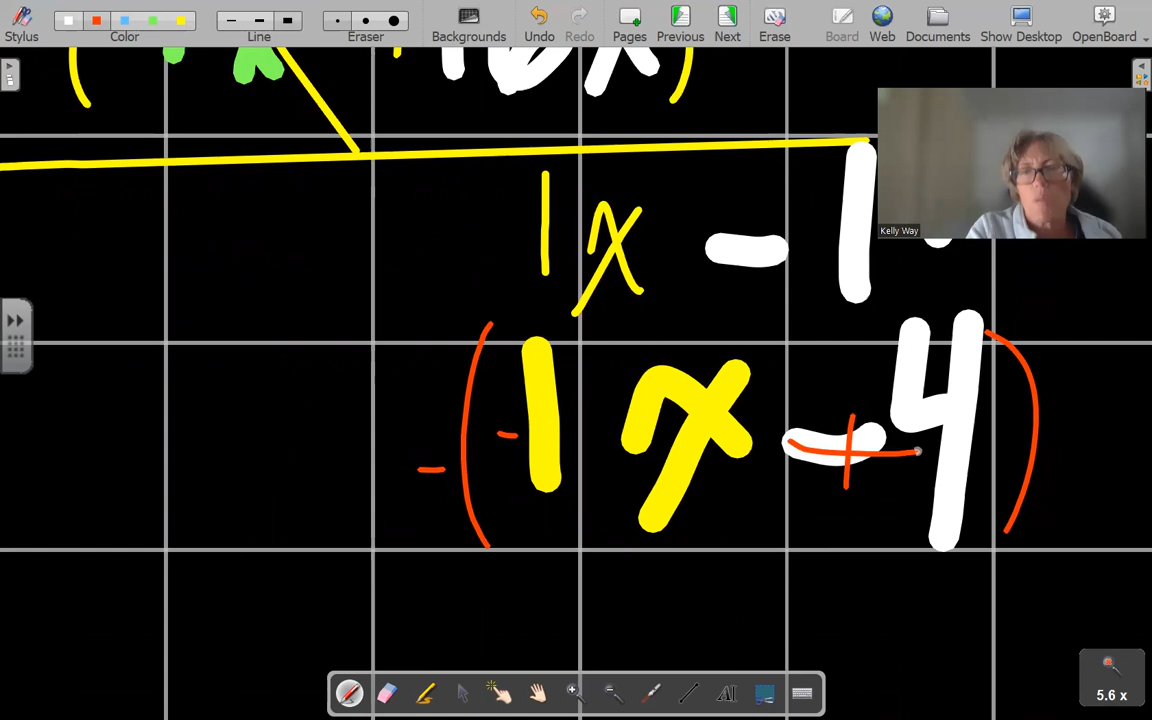 Stylus Color Line Eraser Backgrounds Undo Redo Pages Previous Next Erase Board Web Documents Show Desktop OpenBoard
Kelly Way
1x - 1
- (- 1x + 4)
5.6 x